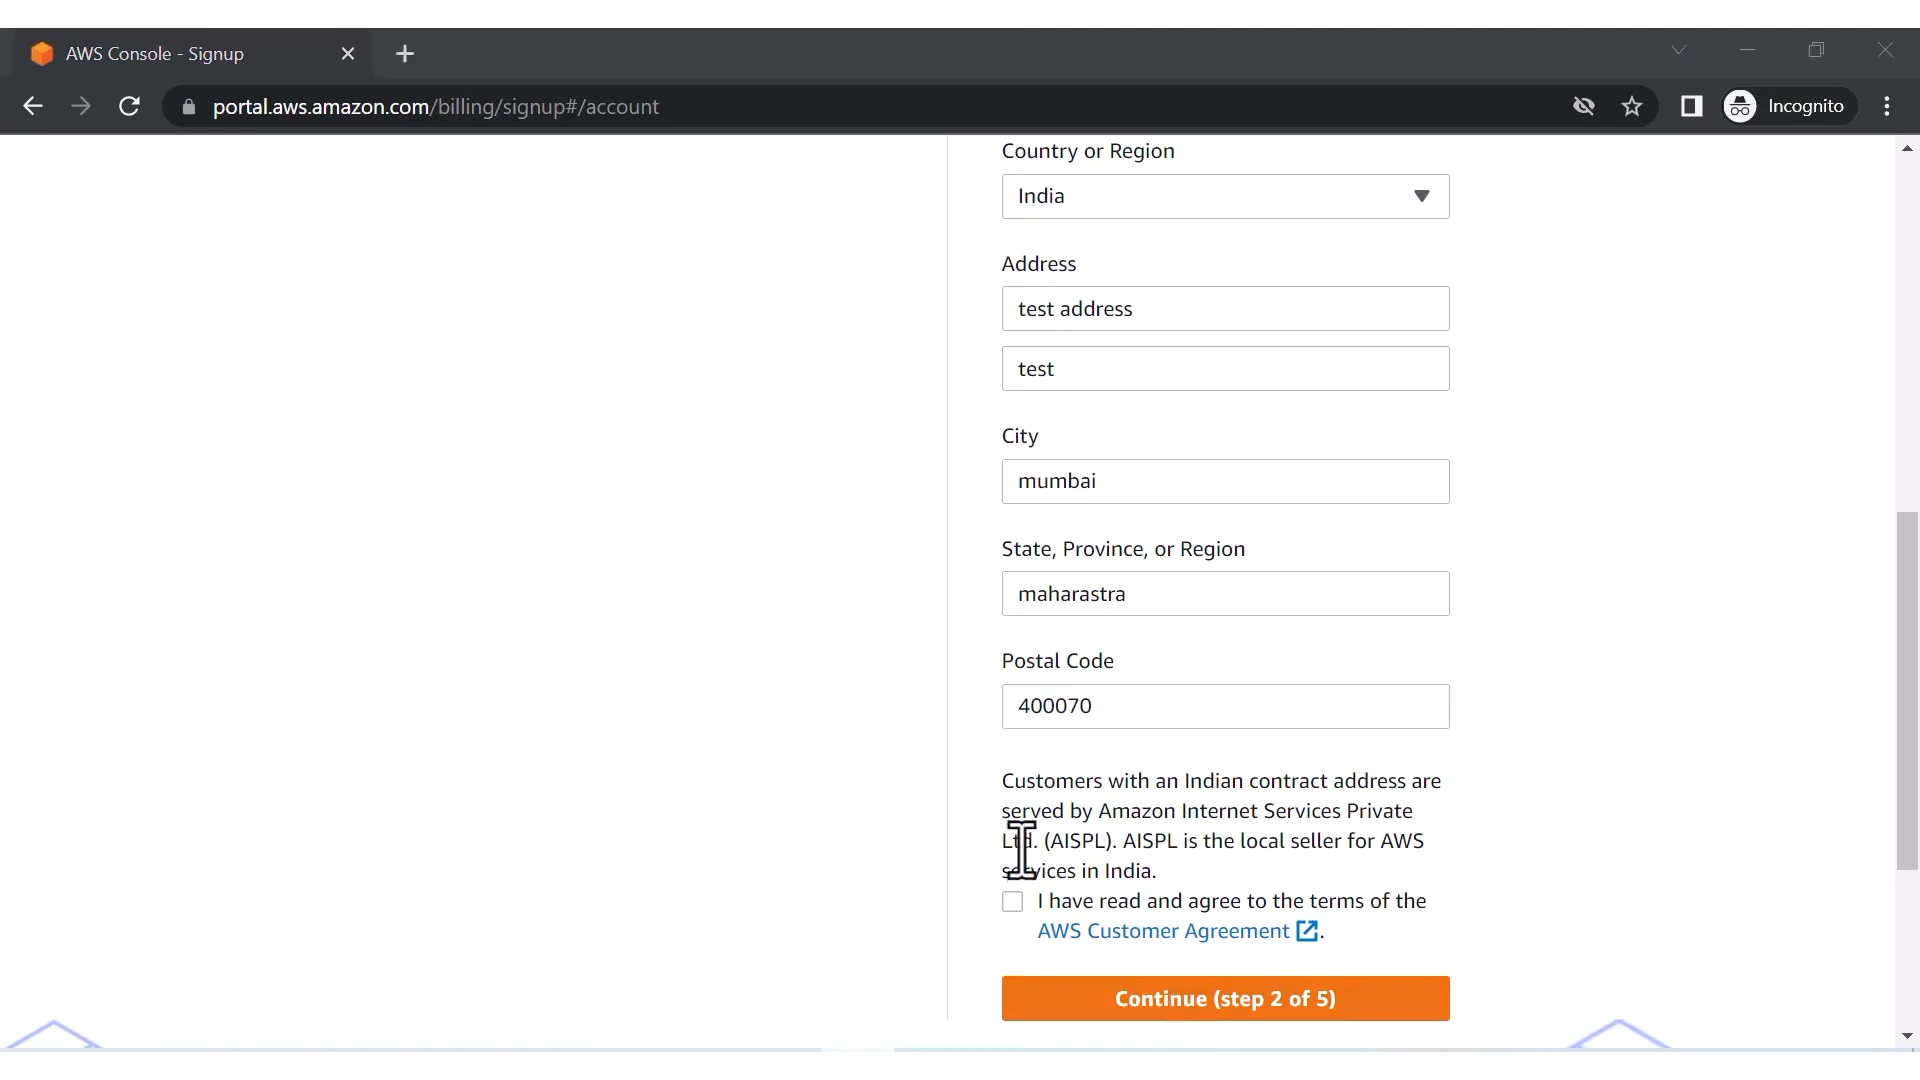 AWS Console - Signup
portal.aws.amazon.com/billing/signup#/account
Incognito
Country or Region
India
Address
test address
test
City
mumbai
State, Province, or Region
maharastra
Postal Code
400070
Customers with an Indian contract address are
served by Amazon Internet Services Private
Ltd. (AISPL). AISPL is the local seller for AWS
services in India.
I have read and agree to the terms of the
AWS Customer Agreement.
Continue (step 2 of 5)